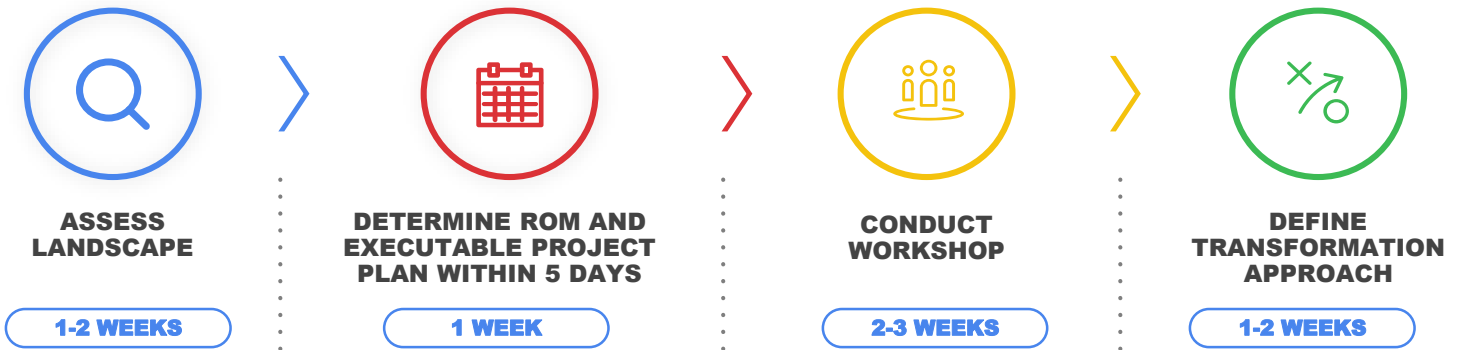 ASSESS
LANDSCAPE
1-2 WEEKS
DETERMINE ROM AND
EXECUTABLE PROJECT
PLAN WITHIN 5 DAYS
1 WEEK
CONDUCT
WORKSHOP
2-3 WEEKS
DEFINE
TRANSFORMATION
APPROACH
1-2 WEEKS